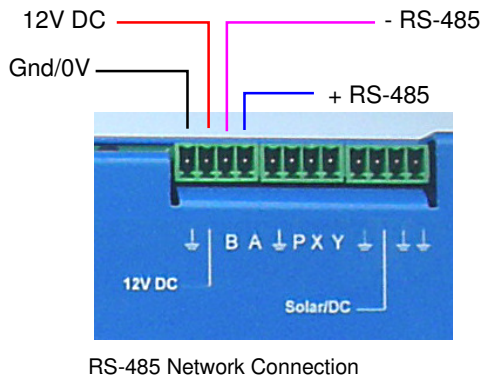 12V DC - RS-485
Gnd/0V
+ RS-485
⏚ B A ⏚ P X Y ⏚ ⏚ ⏚
12V DC
Solar/DC
RS-485 Network Connection